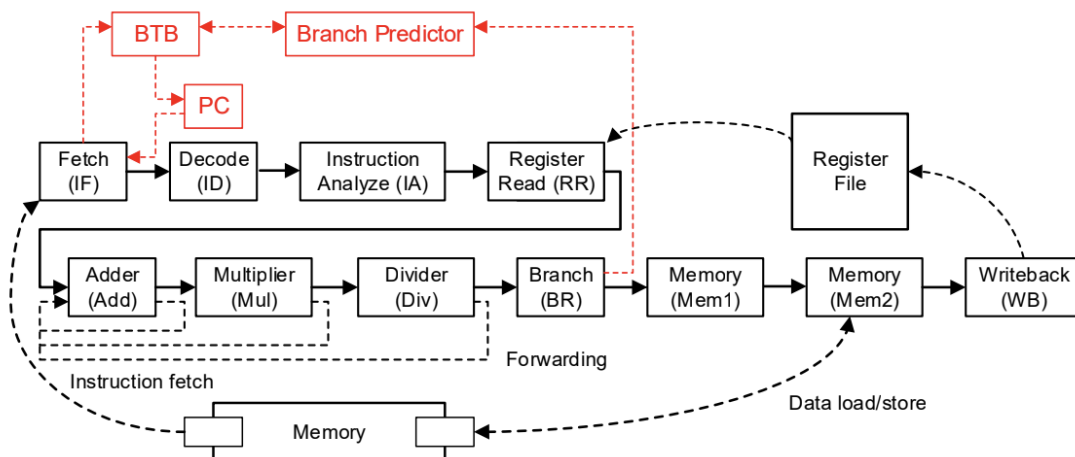 BTB
Branch Predictor
PC
Fetch
(IF)
Decode
(ID)
Instruction
Analyze (IA)
Register
Read (RR)
Register
File
Adder
(Add)
Multiplier
(Mul)
Divider
(Div)
Branch
(BR)
Memory
(Mem1)
Memory
(Mem2)
Writeback
(WB)
Forwarding
Instruction fetch
Data load/store
Memory